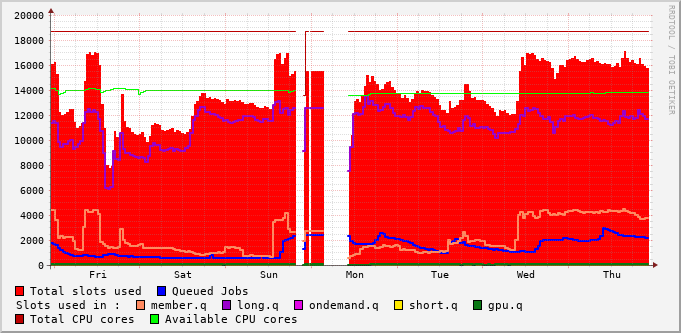 20000
18000
16000
14000
12000
10000
8000
6000
4000
2000
0
Fri Sat Sun Mon Tue Wed Thu
RRDTOOL / TOBI OETIKER
Total slots used Queued Jobs
Slots used in : member.q long.q ondemand.q short.q gpu.q
Total CPU cores Available CPU cores